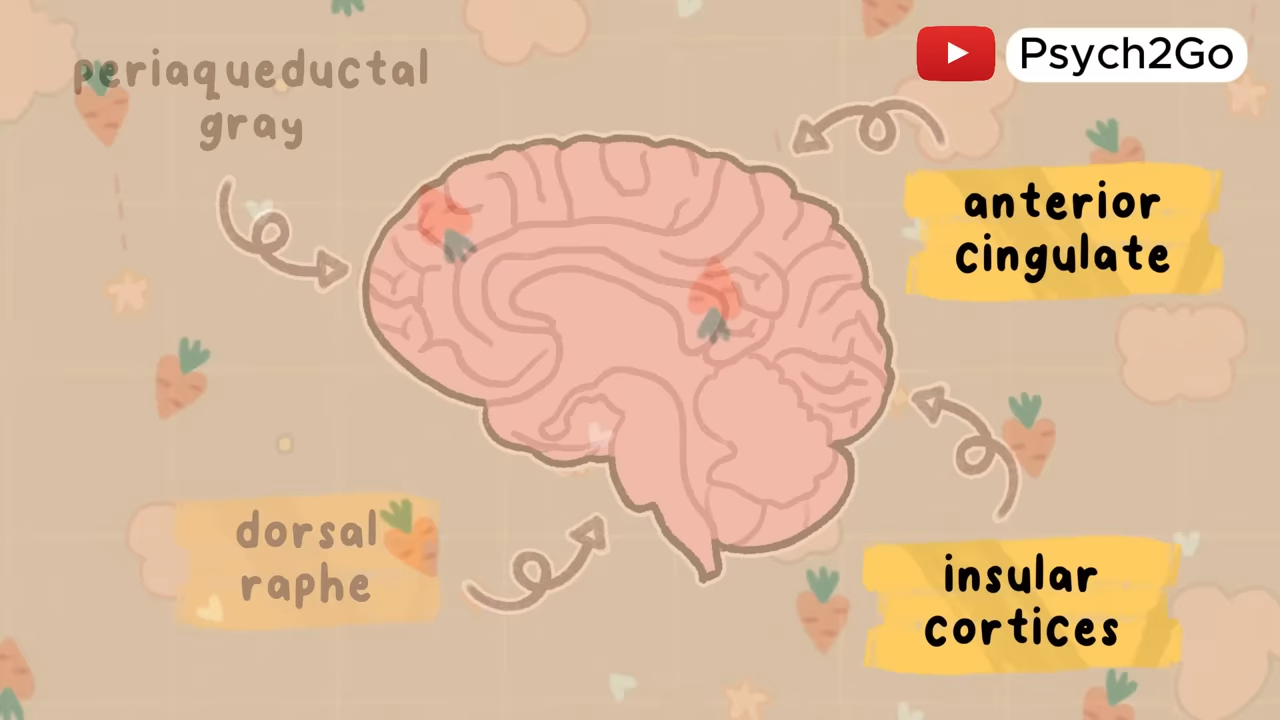 periaqueductal
gray
Psych2Go
anterior
cingulate
dorsal
raphe
insular
cortices